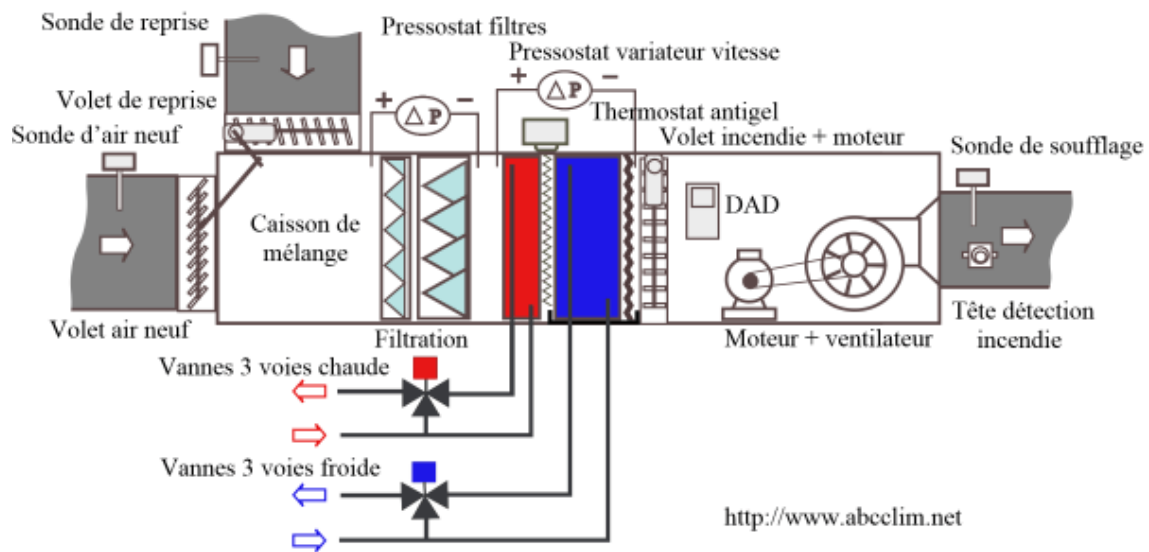 Sonde de reprise
Pressostat filtres
Pressostat variateur vitesse
+
−
Volet de reprise
+
Δ P
−
Δ P
Thermostat antigel
Sonde d'air neuf
Volet incendie + moteur
Sonde de soufflage
DAD
Caisson de
mélange
Volet air neuf
Filtration
Moteur + ventilateur
Tête détection
incendie
Vannes 3 voies chaude
Vannes 3 voies froide
http://www.abcclim.net